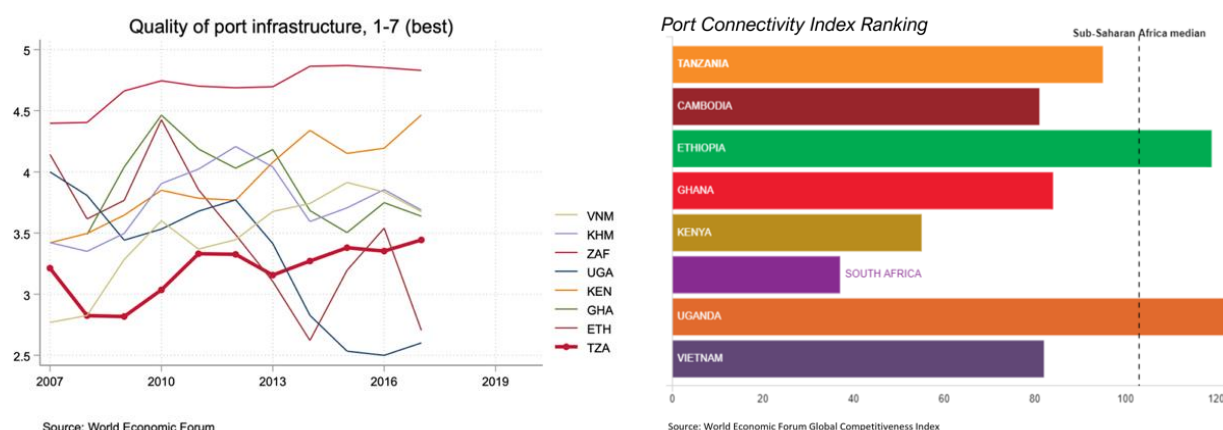 Quality of port infrastructure, 1-7 (best)
5
4.5
4
3.5
3
2.5
2007
2010
2013
2016
2019
VNM
KHM
ZAF
UGA
KEN
GHA
ETH
TZA
Source: World Economic Forum
Port Connectivity Index Ranking
Sub-Saharan Africa median
TANZANIA
CAMBODIA
ETHIOPIA
GHANA
KENYA
SOUTH AFRICA
UGANDA
VIETNAM
0
20
40
60
80
100
120
Source: World Economic Forum Global Competitiveness Index